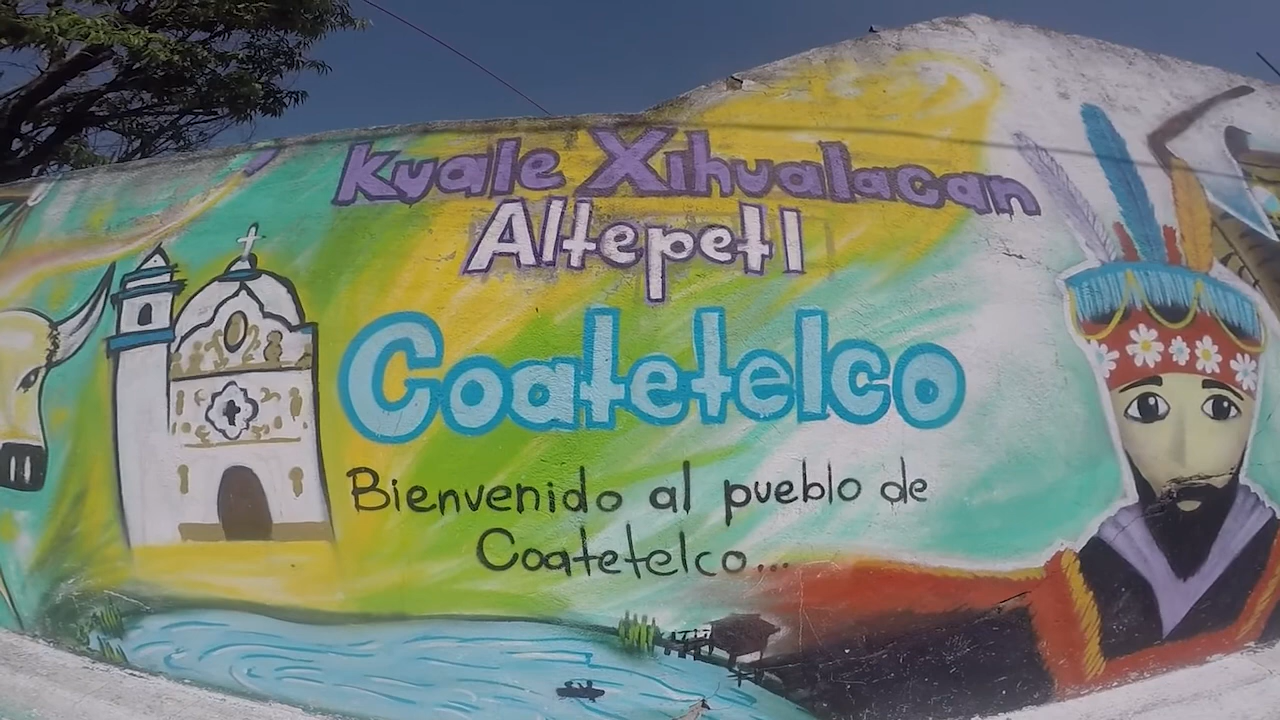 Kuale Xihualacan
Altepetl
Coatetelco
Bienvenido al pueblo de
Coatetelco...